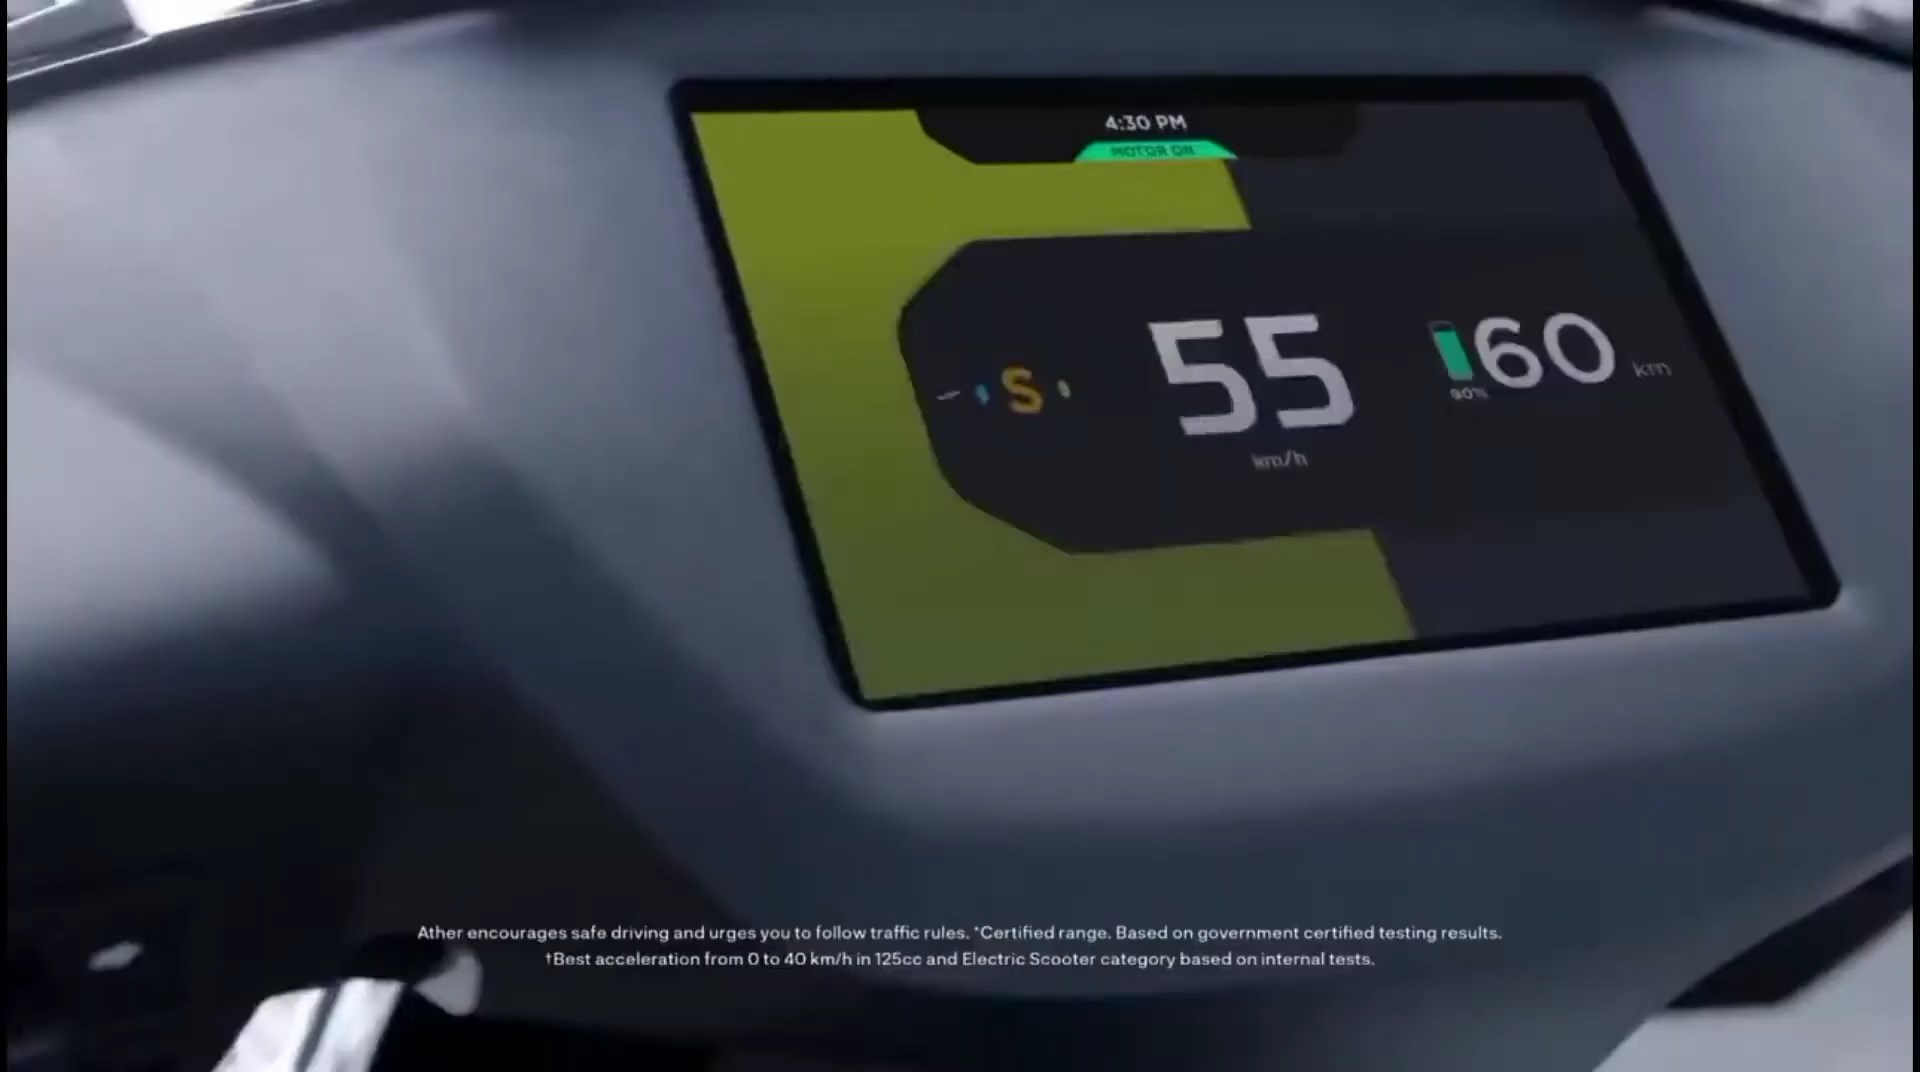 4:30 PM
MOTOR ON
S
55
km/h
60 km
90%
Ather encourages safe driving and urges you to follow traffic rules. *Certified range. Based on government certified testing results.
†Best acceleration from 0 to 40 km/h in 125cc and Electric Scooter category based on internal tests.